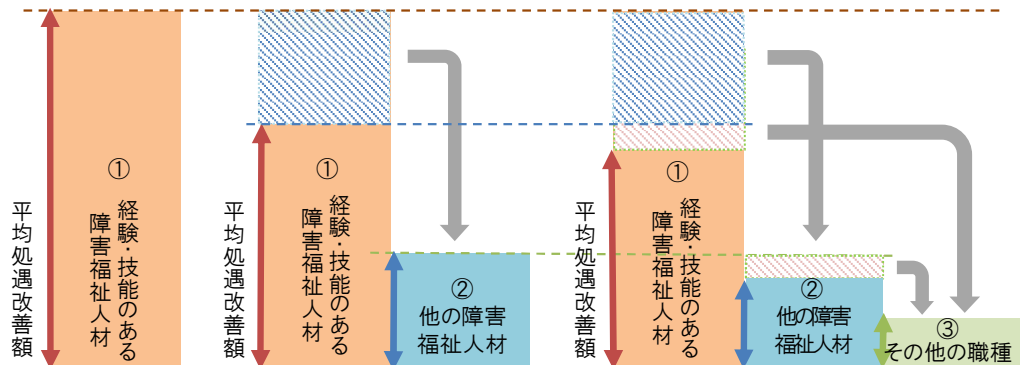 平均処遇改善額
①
経験・技能のある
障害福祉人材
平均処遇改善額
①
経験・技能のある
障害福祉人材
②
他の障害
福祉人材
平均処遇改善額
①
経験・技能のある
障害福祉人材
②
他の障害
福祉人材
③
その他の職種